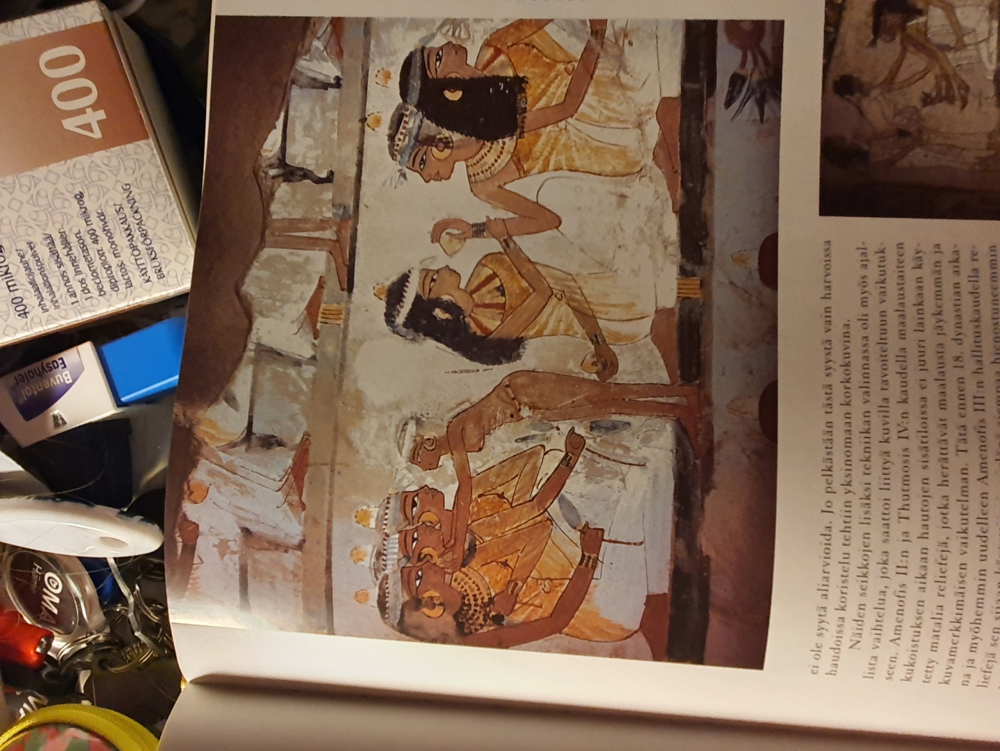 400
400 mikrog
inhalaatiojauhe/
inhalationspulver
1 annos sisältää/
1 dos innehåller:
beclometason.
dipropion. 400 mikrog,
lactos. monohydr.
KÄYTTÖPAKKAUS/
BRUKSFÖRPACKNING
Buventol
Easyhaler
OMA
ei ole syytä aliarvioida. Jo pelkästään tästä syystä vain harvoissa
haudoissa koristelu tehtiin yksinomaan korkokuvina.
Näiden seikkojen lisäksi tekniikan valinnassa oli myös ajal-
lista vaihtelua, joka saattoi liittyä kuvilla tavoiteltuun vaikutuk-
seen. Amenofis II:n ja Thutmosis IV:n kaudella maalaustaiteen
kukoistuksen aikaan hautojen sisätiloissa ei juuri lainkaan käy-
tetty matalia reliefejä, jotka herättävät maalausta jäykemmän ja
kuvamerkkimäisen vaikutelman. Tätä ennen 18. dynastian aika-
na ja myöhemmin uudelleen Amenofis III:n hallituskaudella re-
liefejä sen sijaan